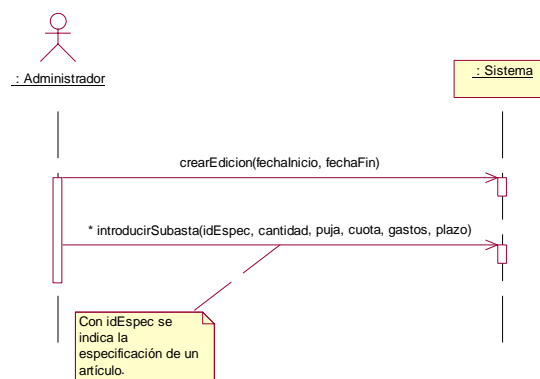 : Administrador
: Sistema
crearEdicion(fechaInicio, fechaFin)
* introducirSubasta(idEspec, cantidad, puja, cuota, gastos, plazo)
Con idEspec se
indica la
especificación de un
artículo.